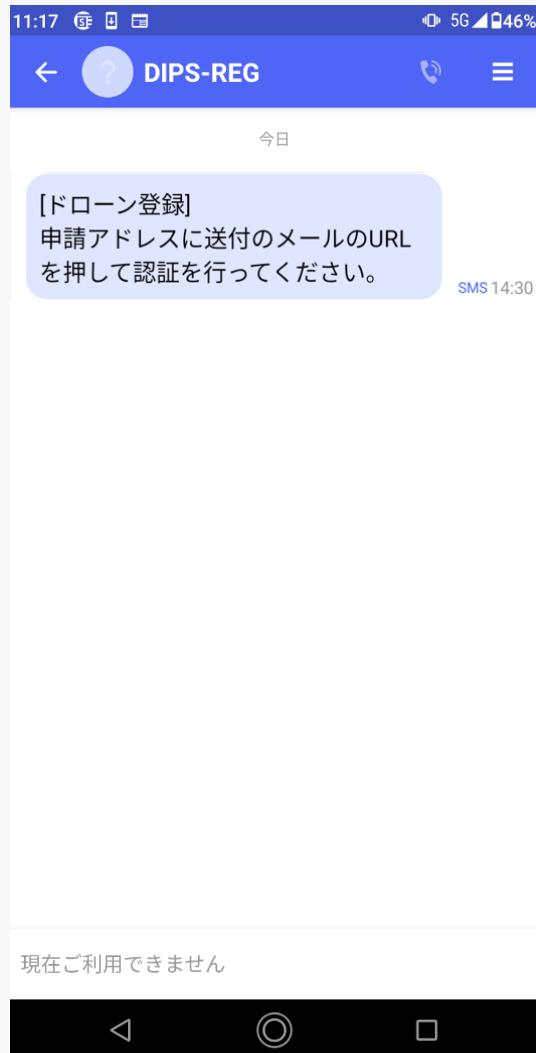 11:17 5G 46%
DIPS-REG
今日
[ドローン登録]
申請アドレスに送付のメールのURL
を押して認証を行ってください。
SMS 14:30
現在ご利用できません